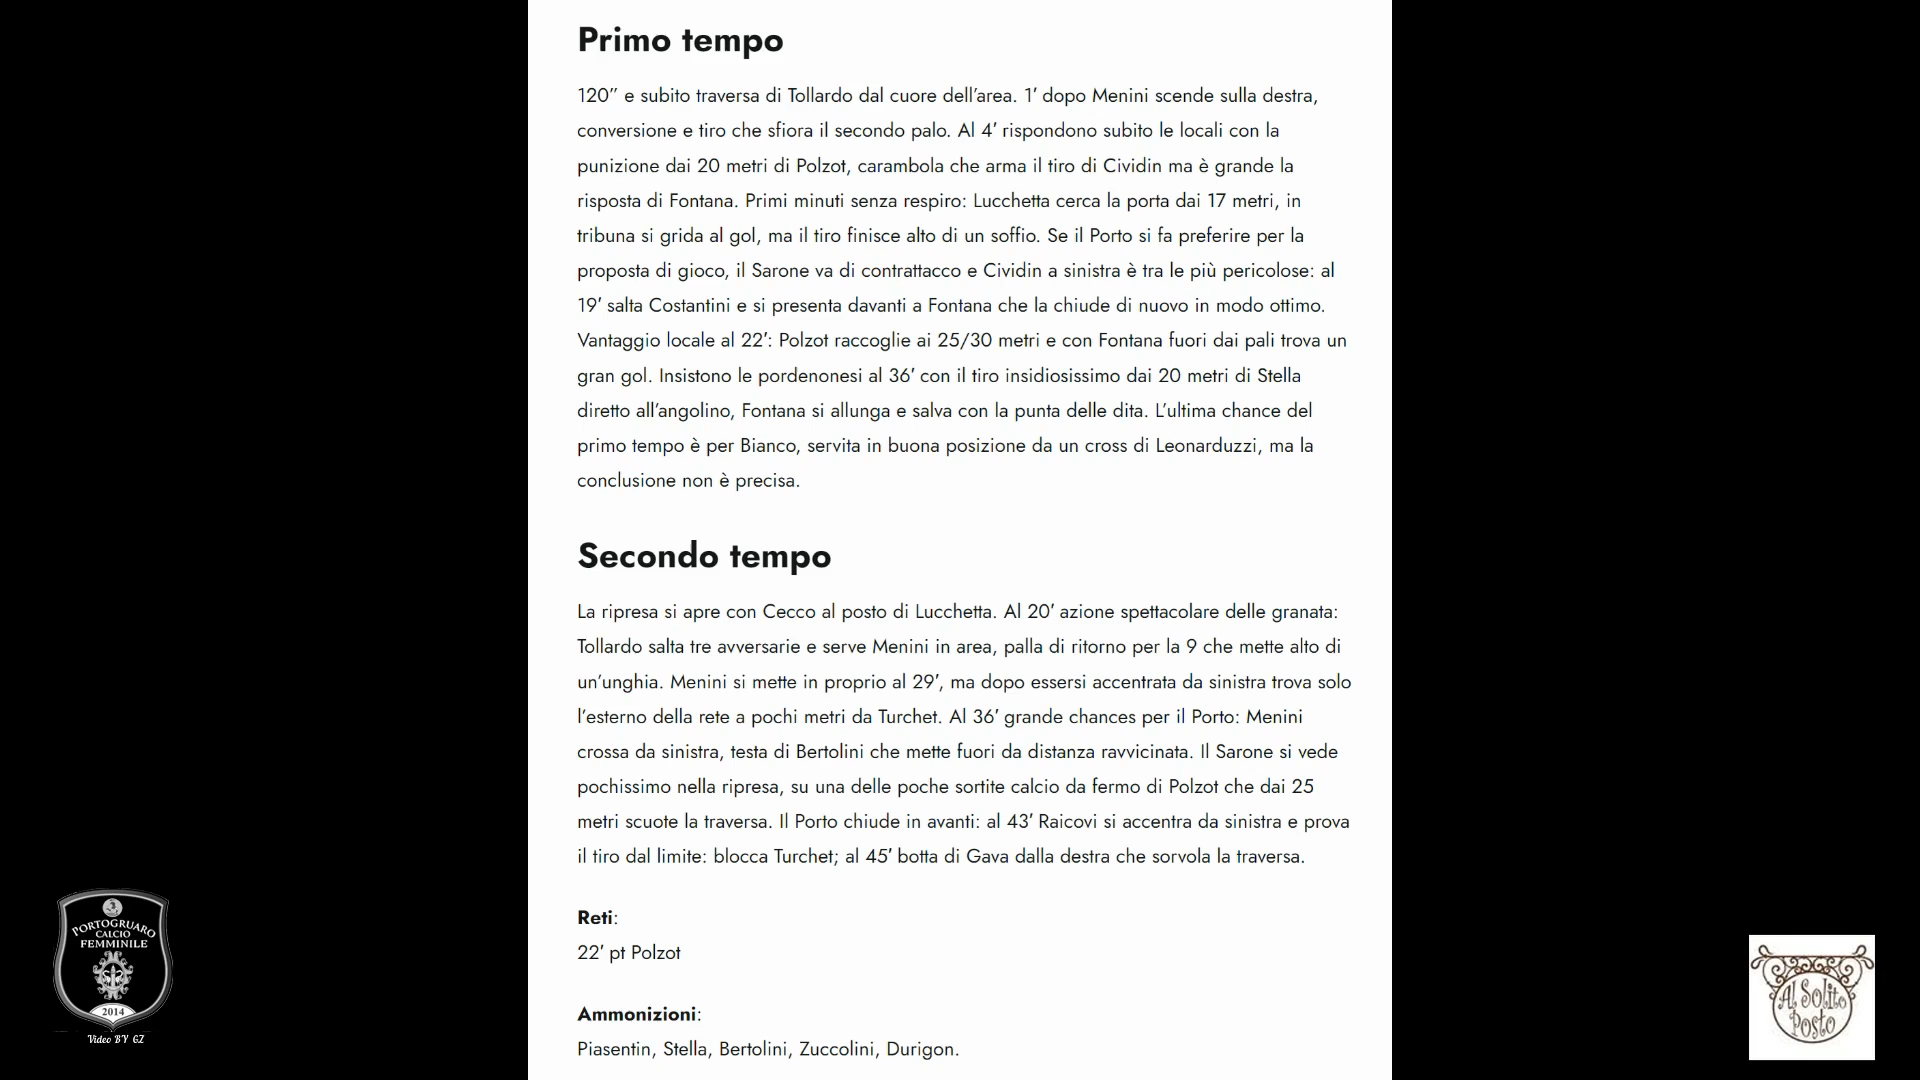 Primo tempo
120” e subito traversa di Tollardo dal cuore dell’area. 1′ dopo Menini scende sulla destra,
conversione e tiro che sfiora il secondo palo. Al 4′ rispondono subito le locali con la
punizione dai 20 metri di Polzot, carambola che arma il tiro di Cividin ma è grande la
risposta di Fontana. Primi minuti senza respiro: Lucchetta cerca la porta dai 17 metri, in
tribuna si grida al gol, ma il tiro finisce alto di un soffio. Se il Porto si fa preferire per la
proposta di gioco, il Sarone va di contrattacco e Cividin a sinistra è tra le più pericolose: al
19′ salta Costantini e si presenta davanti a Fontana che la chiude di nuovo in modo ottimo.
Vantaggio locale al 22′: Polzot raccoglie ai 25/30 metri e con Fontana fuori dai pali trova un
gran gol. Insistono le pordenonesi al 36′ con il tiro insidiosissimo dai 20 metri di Stella
diretto all’angolino, Fontana si allunga e salva con la punta delle dita. L’ultima chance del
primo tempo è per Bianco, servita in buona posizione da un cross di Leonarduzzi, ma la
conclusione non è precisa.
Secondo tempo
La ripresa si apre con Cecco al posto di Lucchetta. Al 20′ azione spettacolare delle granata:
Tollardo salta tre avversarie e serve Menini in area, palla di ritorno per la 9 che mette alto di
un’unghia. Menini si mette in proprio al 29′, ma dopo essersi accentrata da sinistra trova solo
l’esterno della rete a pochi metri da Turchet. Al 36′ grande chances per il Porto: Menini
crossa da sinistra, testa di Bertolini che mette fuori da distanza ravvicinata. Il Sarone si vede
pochissimo nella ripresa, su una delle poche sortite calcio da fermo di Polzot che dai 25
metri scuote la traversa. Il Porto chiude in avanti: al 43′ Raicovi si accentra da sinistra e prova
il tiro dal limite: blocca Turchet; al 45′ botta di Gava dalla destra che sorvola la traversa.
Reti:
22′ pt Polzot
Ammonizioni:
Piasentin, Stella, Bertolini, Zuccolini, Durigon.
PORTOGRUARO
CALCIO
FEMMINILE
2014
Video BY GZ
Al Solito
Posto